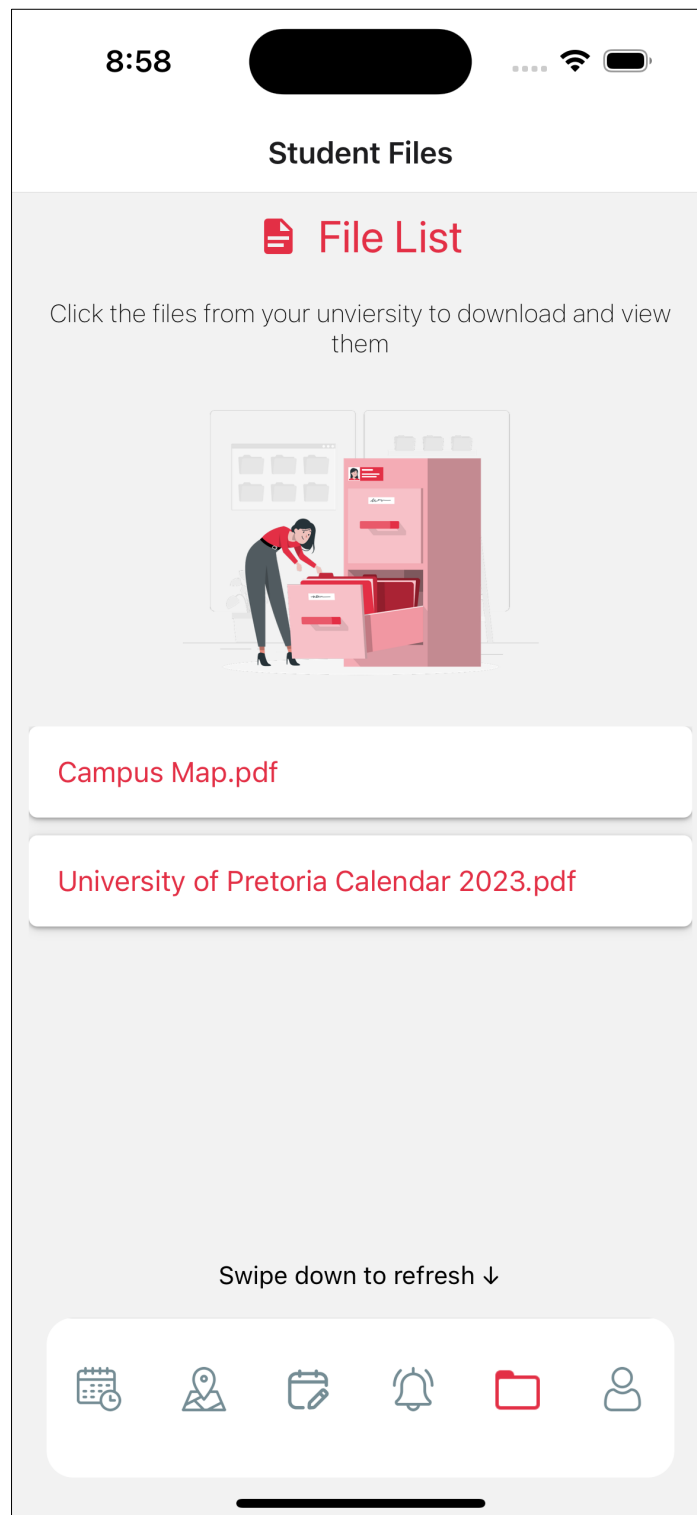 8:58
Student Files
File List
Click the files from your unviersity to download and view
them
Campus Map.pdf
University of Pretoria Calendar 2023.pdf
Swipe down to refresh ↓